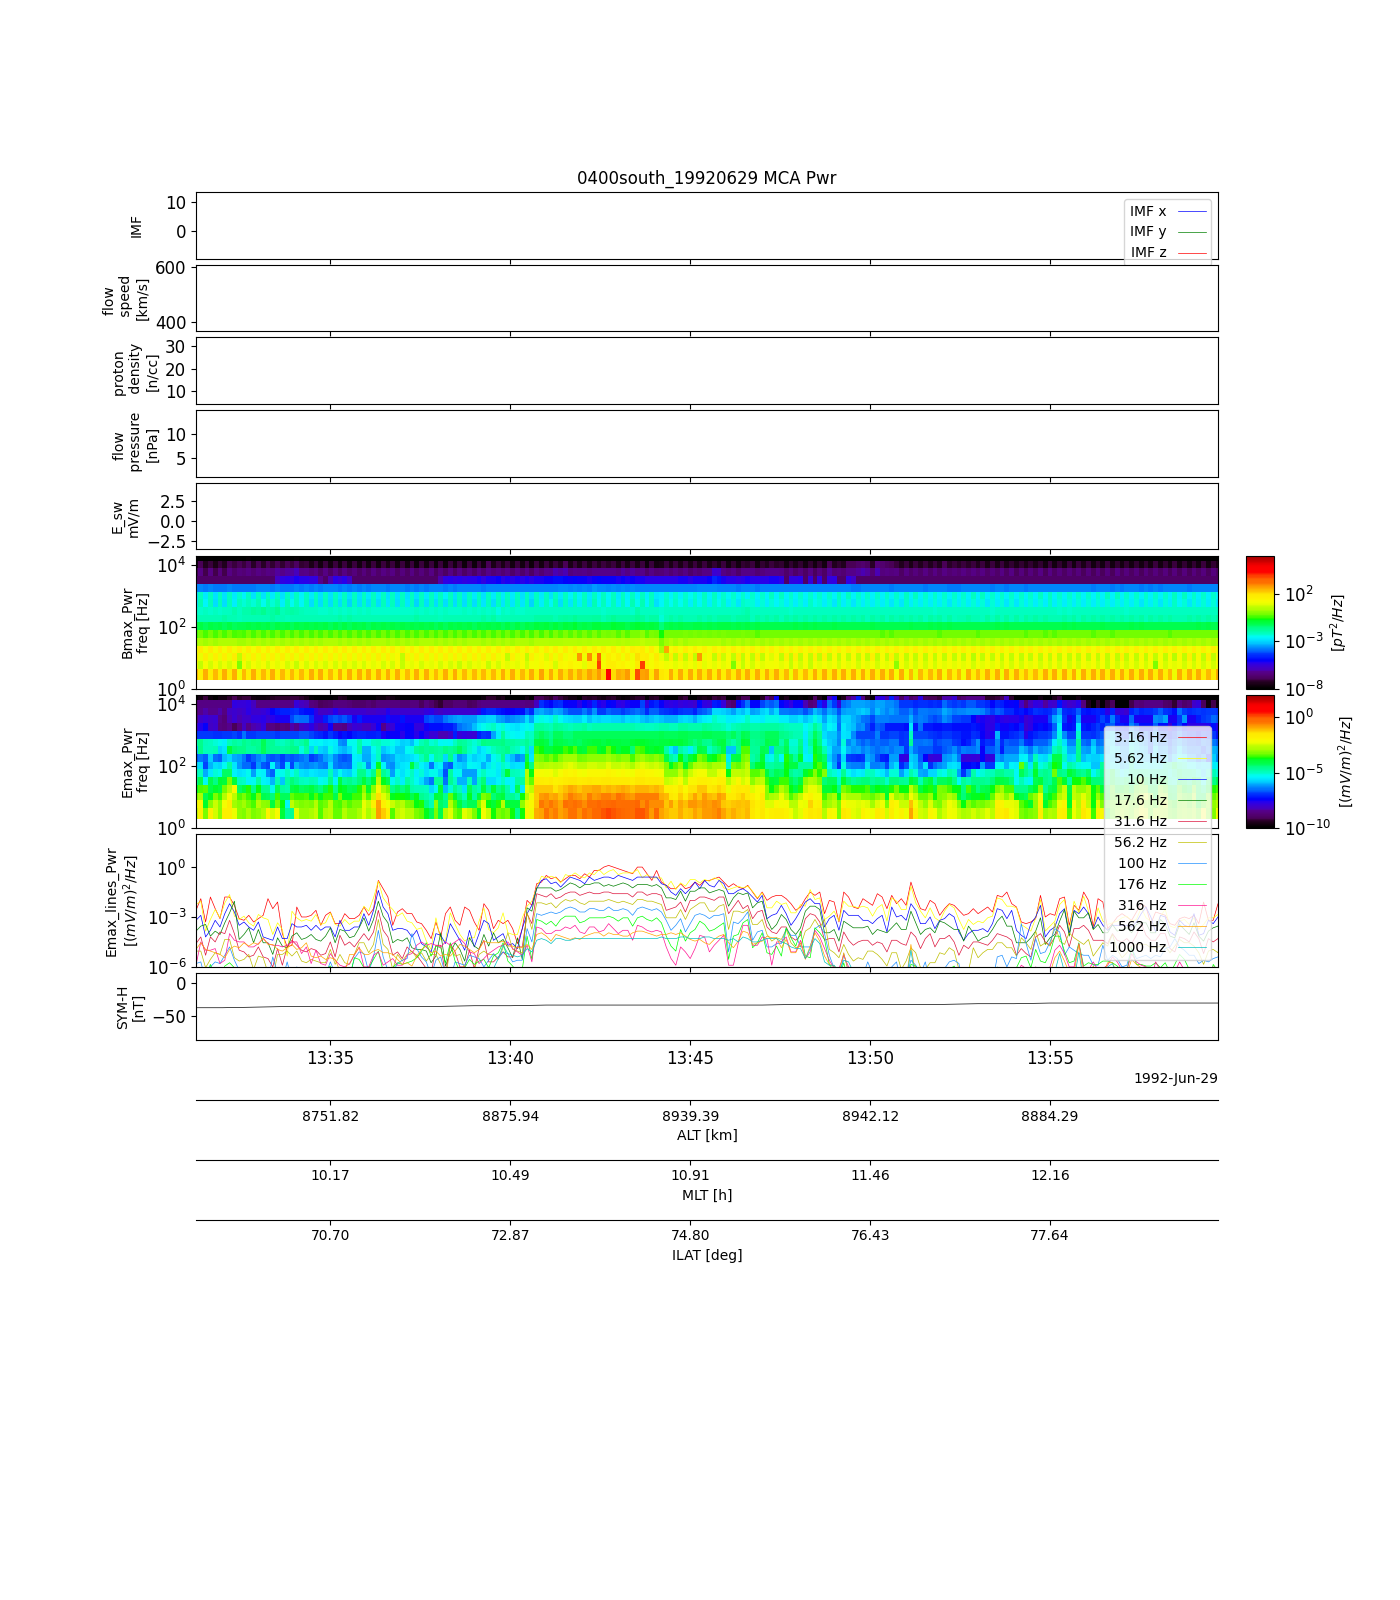 0400south_19920629 MCA Pwr
10
0
IMF
IMF x
IMF y
IMF z
600
400
flow
speed
[km/s]
30
20
10
proton
density
[n/cc]
10
5
flow
pressure
[nPa]
2.5
0.0
−2.5
E_sw
mV/m
10^4
10^2
10^0
Bmax_Pwr
freq [Hz]
10^2
10^−3
10^−8
[pT^2/Hz]
10^4
10^2
10^0
Emax_Pwr
freq [Hz]
10^0
10^−5
10^−10
[(mV/m)^2/Hz]
3.16 Hz
5.62 Hz
10 Hz
17.6 Hz
31.6 Hz
56.2 Hz
100 Hz
176 Hz
316 Hz
562 Hz
1000 Hz
10^0
10^−3
10^−6
Emax_lines_Pwr
[(mV/m)^2/Hz]
0
−50
SYM-H
[nT]
13:35 13:40 13:45 13:50 13:55
1992-Jun-29
8751.82 8875.94 8939.39 8942.12 8884.29
ALT [km]
10.17 10.49 10.91 11.46 12.16
MLT [h]
70.70 72.87 74.80 76.43 77.64
ILAT [deg]